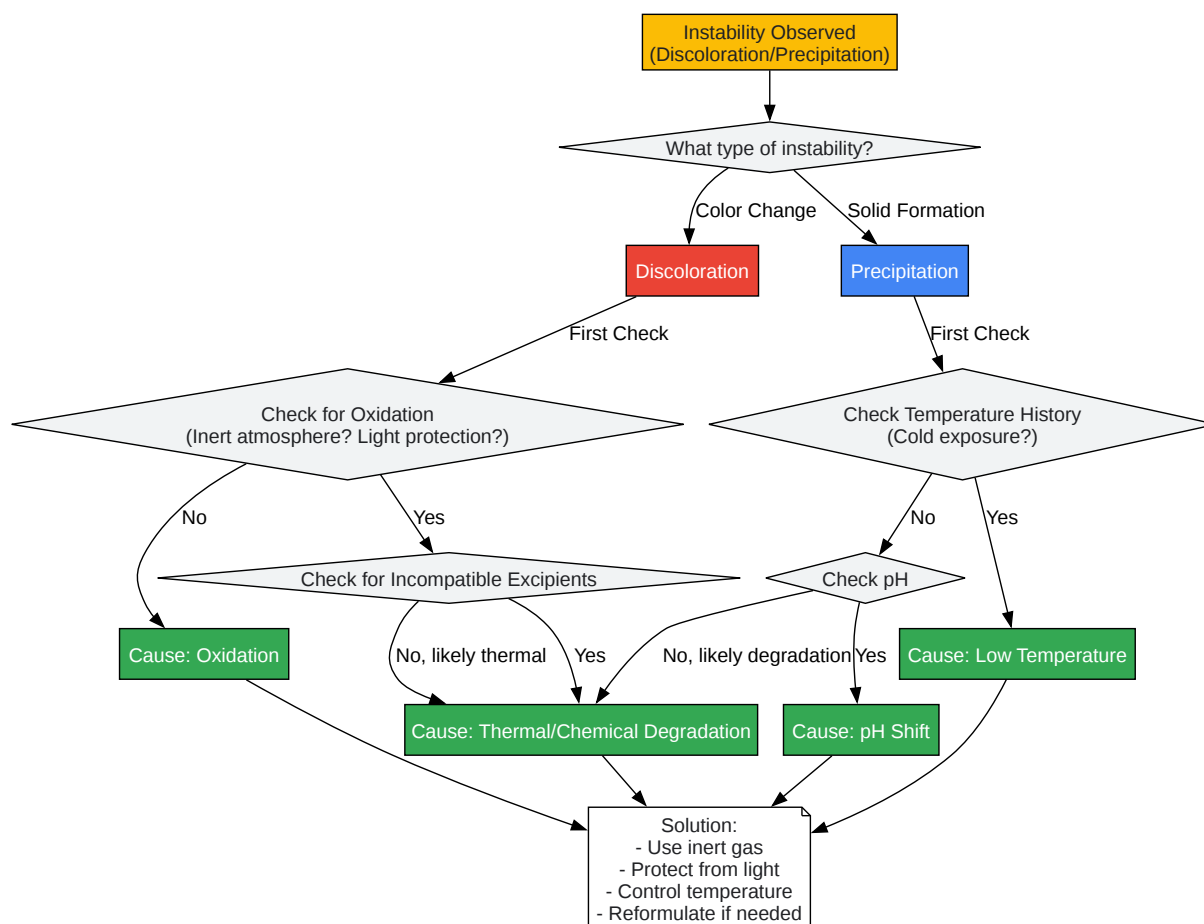 Instability Observed
(Discoloration/Precipitation)
What type of instability?
Color Change
Solid Formation
Discoloration
Precipitation
First Check
First Check
Check for Oxidation
(Inert atmosphere? Light protection?)
Check Temperature History
(Cold exposure?)
No
Yes
No
Yes
Check for Incompatible Excipients
Check pH
Cause: Oxidation
No, likely thermal
Yes
No, likely degradation
Yes
Cause: Low Temperature
Cause: Thermal/Chemical Degradation
Cause: pH Shift
Solution:
- Use inert gas
- Protect from light
- Control temperature
- Reformulate if needed